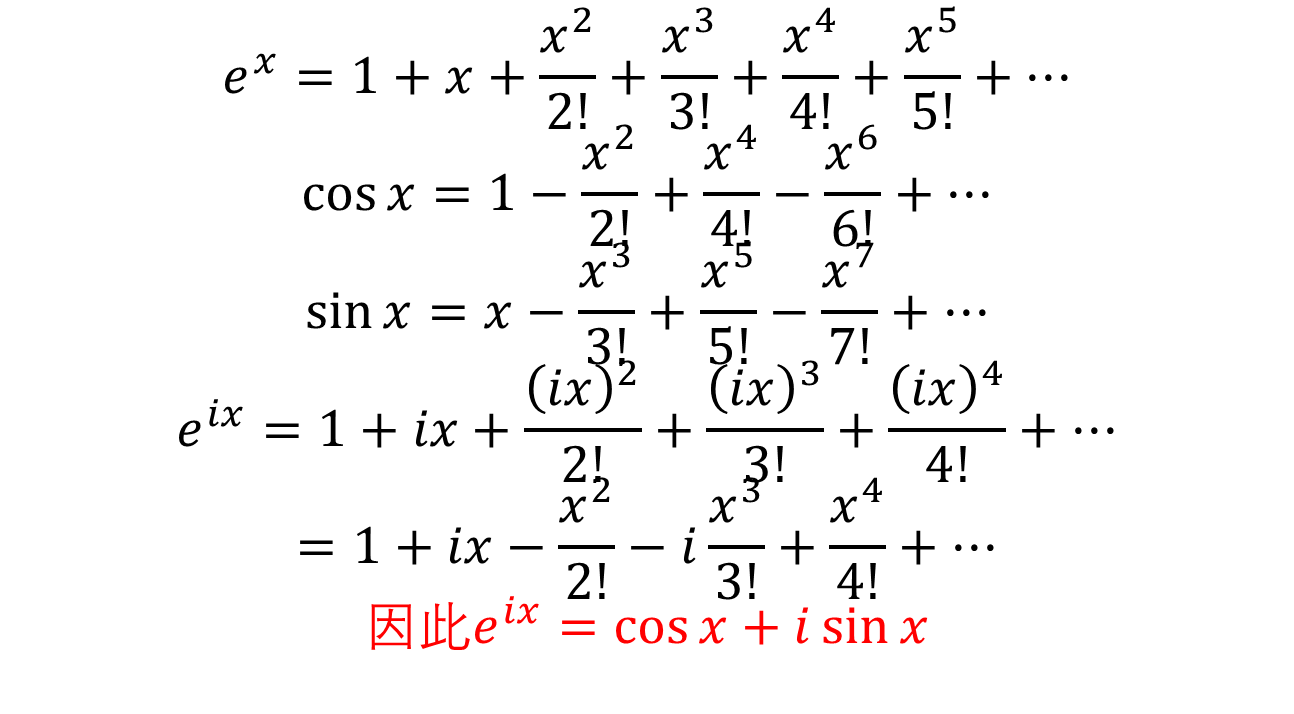 e^x = 1 + x + x^2/2! + x^3/3! + x^4/4! + x^5/5! + ⋯
cos x = 1 − x^2/2! + x^4/4! − x^6/6! + ⋯
sin x = x − x^3/3! + x^5/5! − x^7/7! + ⋯
e^{ix} = 1 + ix + (ix)^2/2! + (ix)^3/3! + (ix)^4/4! + ⋯
= 1 + ix − x^2/2! − i x^3/3! + x^4/4! + ⋯
因此e^{ix} = cos x + i sin x